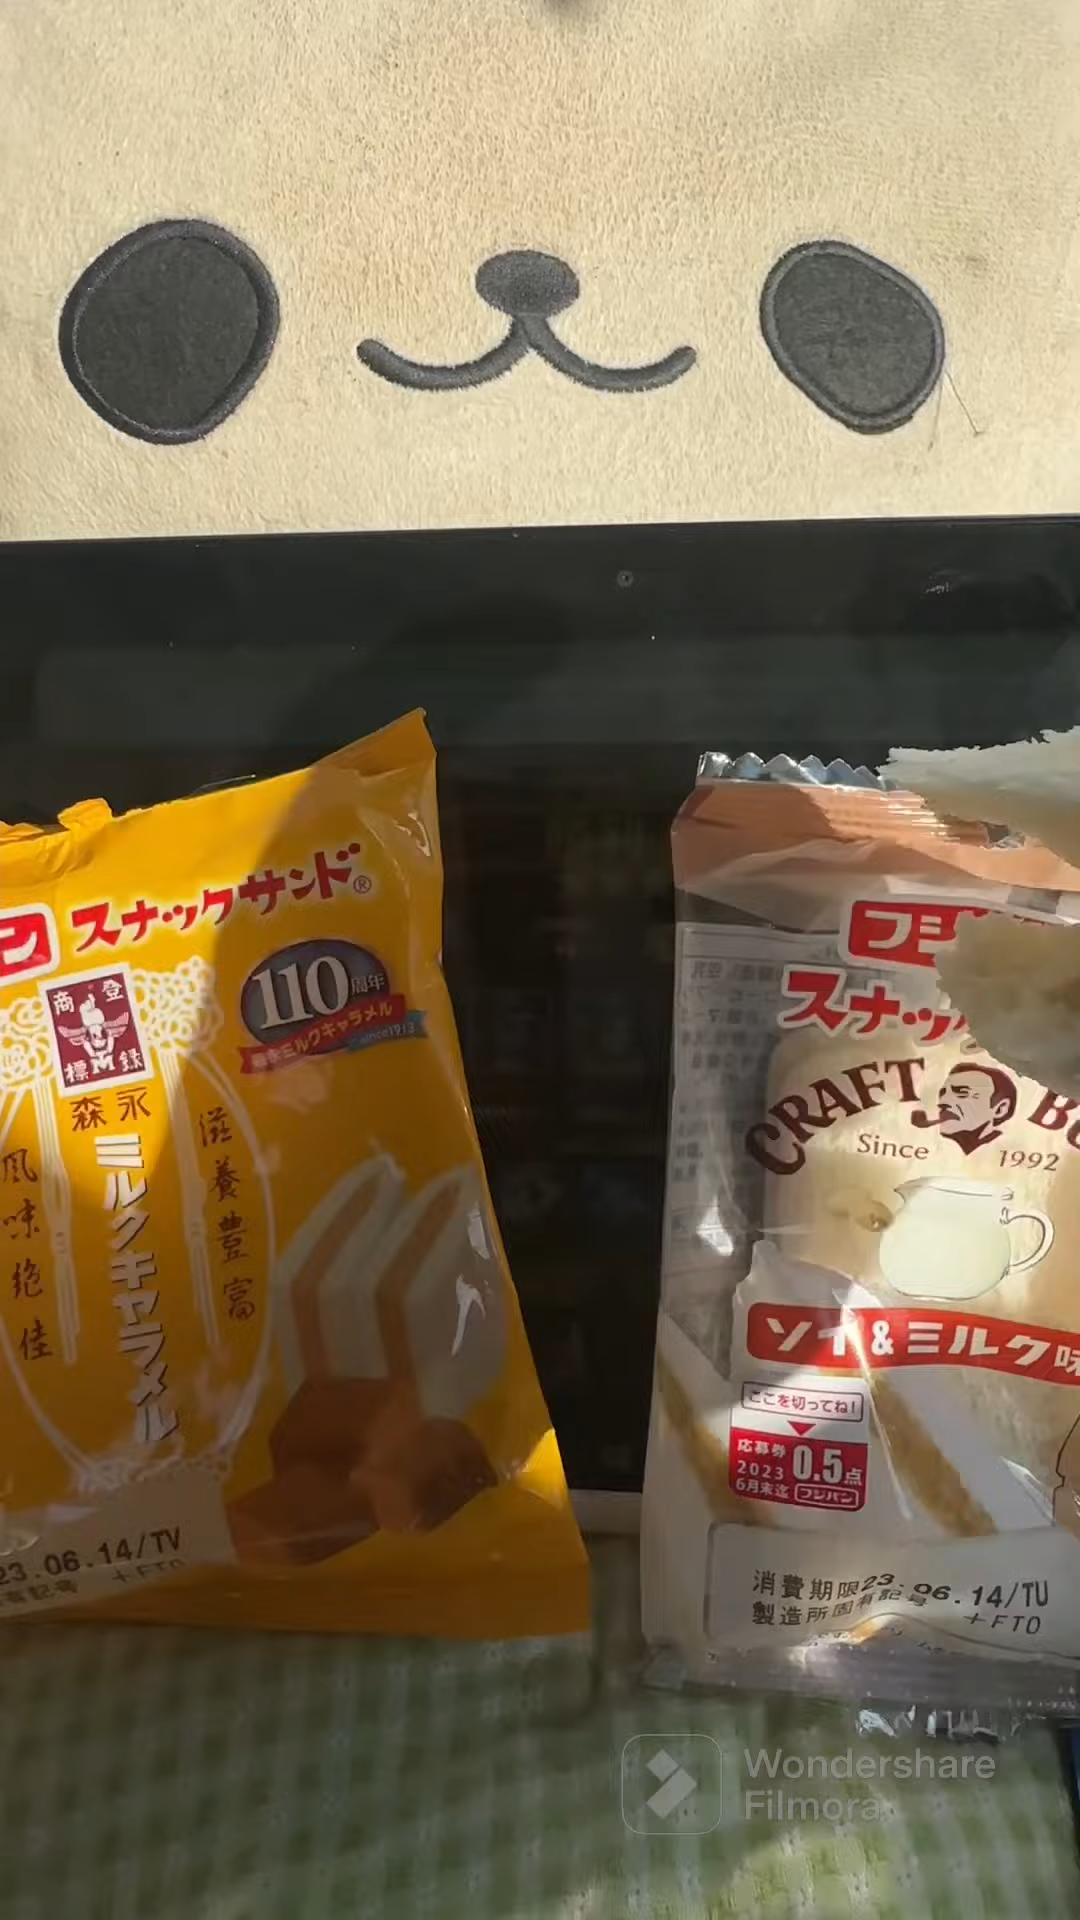 スナックサンド®
110周年
森永ミルクキャラメル
since1913
商登
標録
森永
ミルクキャラメル
滋養豊富
風味絶佳
23.06.14/TV
有記号 +FTO
フジ
スナック
CRAFT
Since 1992
ソイ&ミルク味
ここを切ってね!
応募券
2023
6月末迄
0.5点
フジパン
消費期限23.06.14/TU
製造所固有記号 +FTO
Wondershare
Filmora